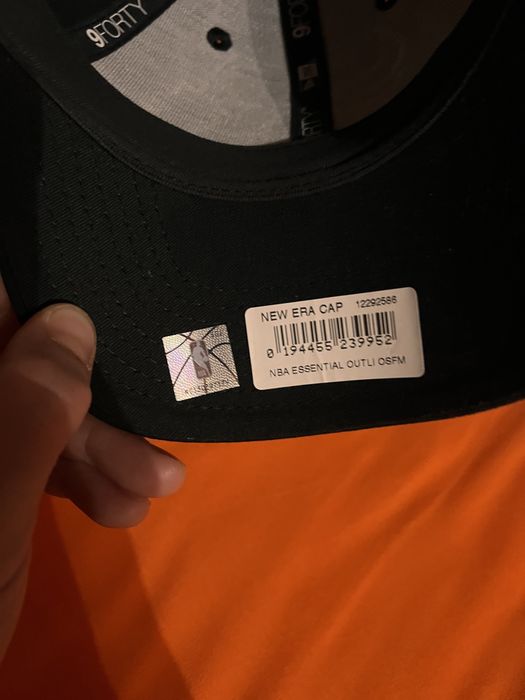 9FORTY
NEW ERA CAP 12292586
0 194455 239952
NBA ESSENTIAL OUTLI OSFM